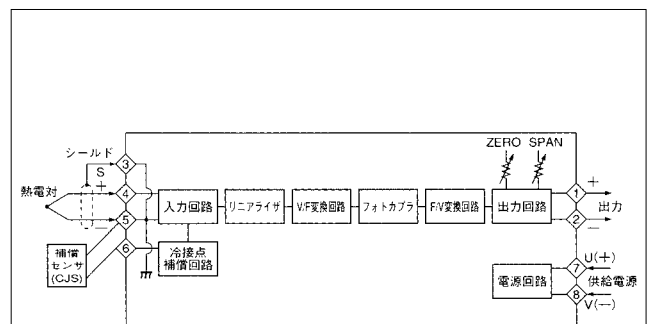 ZERO SPAN
シールド
S
3
+
熱電対
4
5
−
6
補償
センサ
(CJS)
入力回路
リニアライザ
V/F変換回路
フォトカプラ
F/V変換回路
出力回路
冷接点
補償回路
1
+
出力
2
−
電源回路
7
U(+)
供給電源
8
V(−)